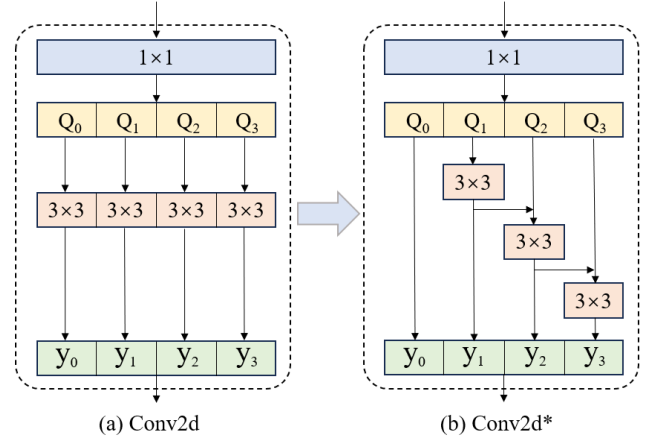 1×1
Q₀ Q₁ Q₂ Q₃
3×3 3×3 3×3 3×3
y₀ y₁ y₂ y₃
(a) Conv2d
1×1
Q₀ Q₁ Q₂ Q₃
3×3
3×3
3×3
y₀ y₁ y₂ y₃
(b) Conv2d*